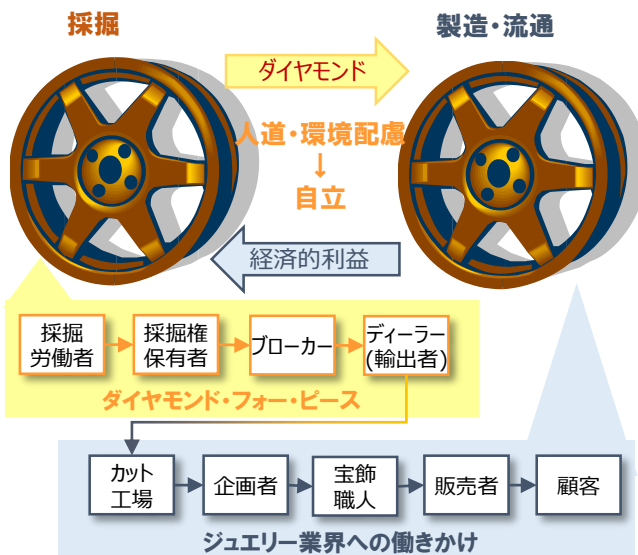 採掘
製造・流通
ダイヤモンド
人道・環境配慮
↓
自立
経済的利益
採掘
労働者
採掘権
保有者
ブローカー
ディーラー
(輸出者)
ダイヤモンド・フォー・ピース
カット
工場
企画者
宝飾
職人
販売者
顧客
ジュエリー業界への働きかけ